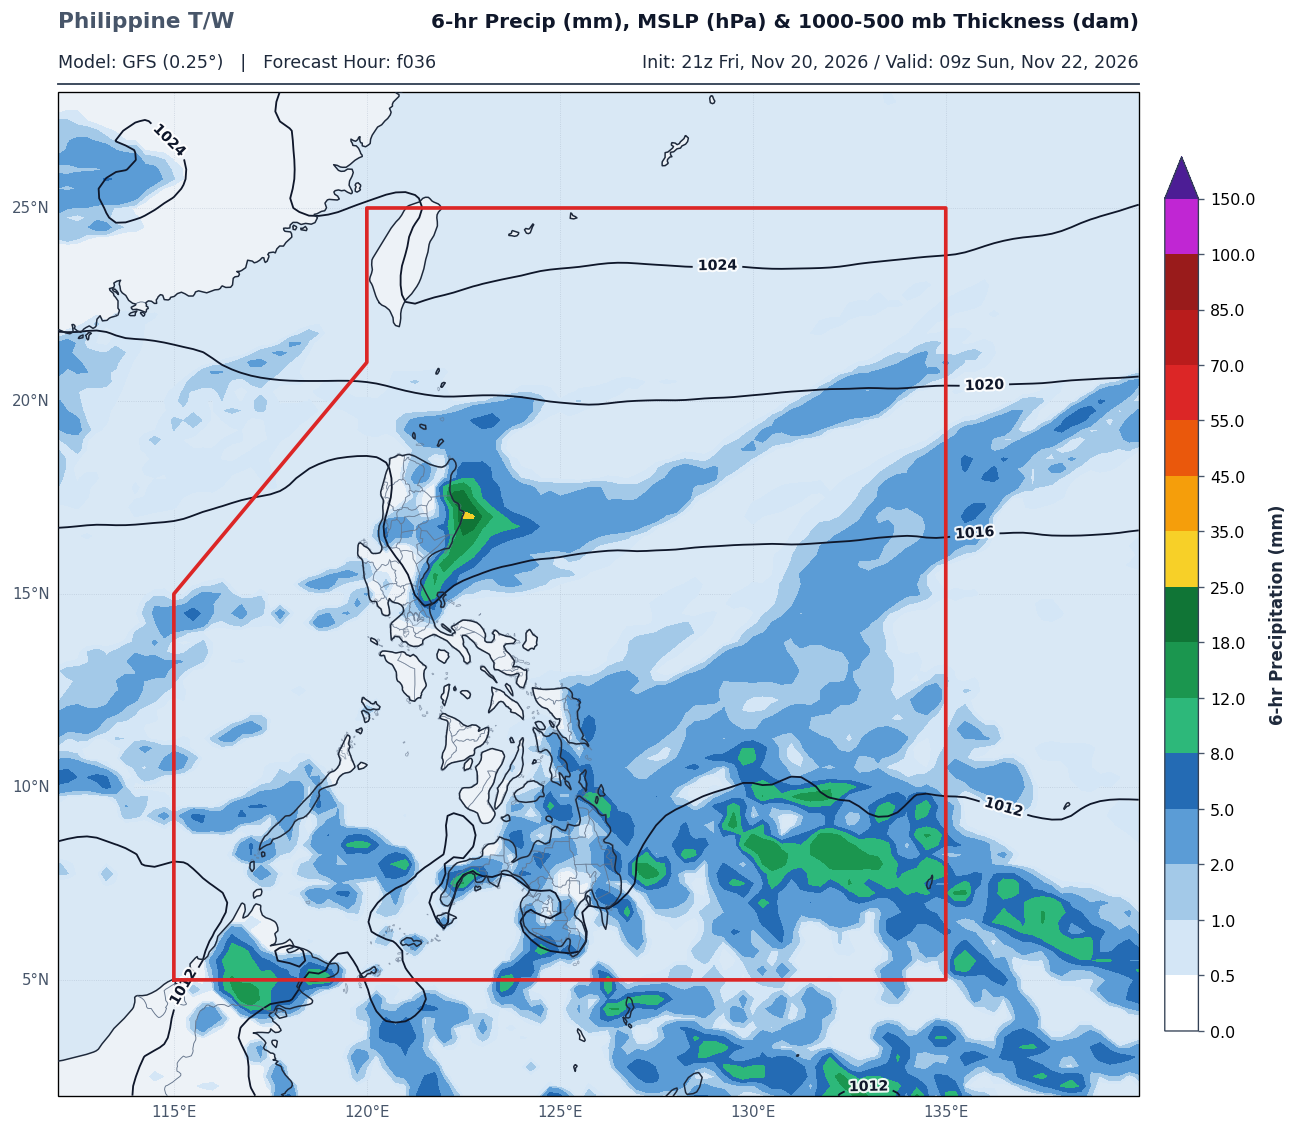 Philippine T/W
6-hr Precip (mm), MSLP (hPa) & 1000-500 mb Thickness (dam)
Model: GFS (0.25°) | Forecast Hour: f036
Init: 21z Fri, Nov 20, 2026 / Valid: 09z Sun, Nov 22, 2026
1024
1024
1020
1016
1012
1012
1012
25°N
20°N
15°N
10°N
5°N
115°E
120°E
125°E
130°E
135°E
150.0
100.0
85.0
70.0
55.0
45.0
35.0
25.0
18.0
12.0
8.0
5.0
2.0
1.0
0.5
0.0
6-hr Precipitation (mm)